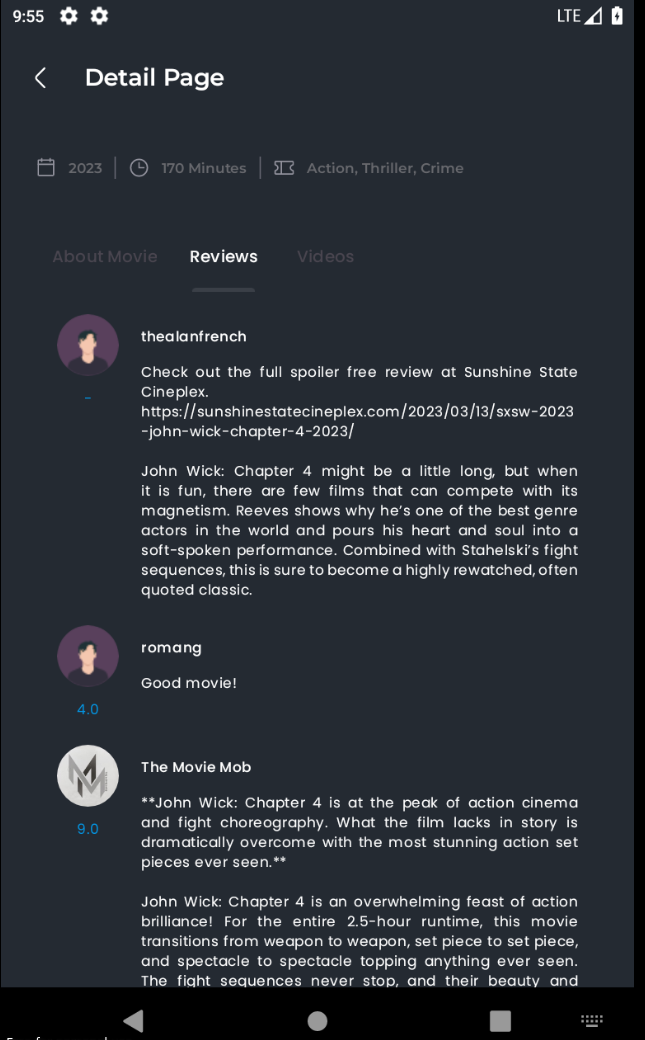 9:55 LTE
Detail Page
2023 170 Minutes Action, Thriller, Crime
About Movie Reviews Videos
thealanfrench
Check out the full spoiler free review at Sunshine State
Cineplex.
-
https://sunshinestatecineplex.com/2023/03/13/sxsw-2023
-john-wick-chapter-4-2023/
John Wick: Chapter 4 might be a little long, but when
it is fun, there are few films that can compete with its
magnetism. Reeves shows why he’s one of the best genre
actors in the world and pours his heart and soul into a
soft-spoken performance. Combined with Stahelski’s fight
sequences, this is sure to become a highly rewatched, often
quoted classic.
romang
Good movie!
4.0
The Movie Mob
**John Wick: Chapter 4 is at the peak of action cinema
and fight choreography. What the film lacks in story is
9.0
dramatically overcome with the most stunning action set
pieces ever seen.**
John Wick: Chapter 4 is an overwhelming feast of action
brilliance! For the entire 2.5-hour runtime, this movie
transitions from weapon to weapon, set piece to set piece,
and spectacle to spectacle topping anything ever seen.
The fight sequences never stop, and their beauty and